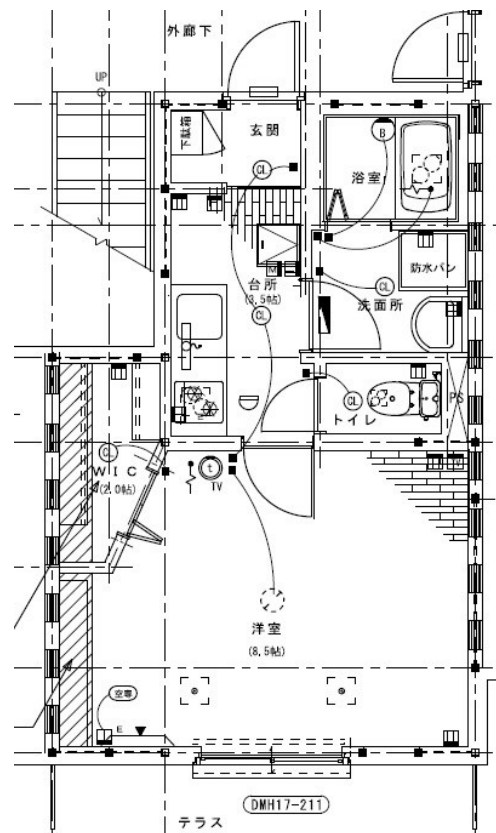 外廊下
UP
下駄箱
玄関
CL
B
浴室
台所
(3.5帖)
M
CL
防水パン
CL
洗面所
CL
トイレ
PS
E
CL
WIC
(2.0帖)
t
TV
洋室
(8.5帖)
空専
E
DMH17-211
テラス